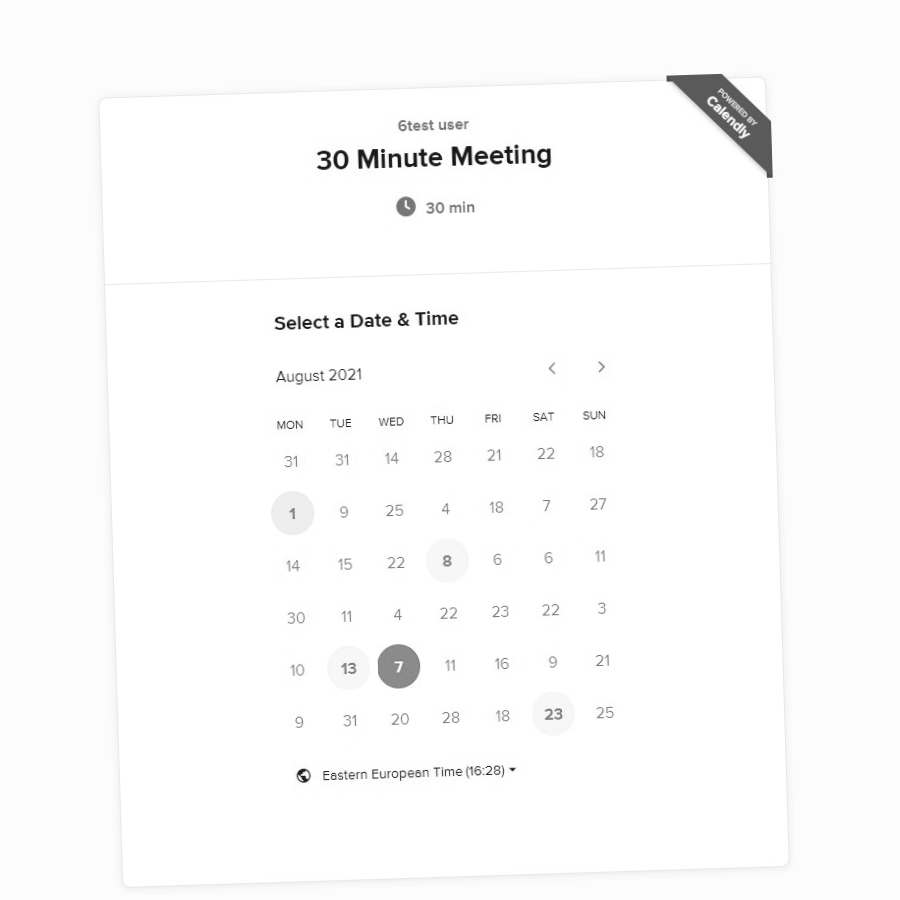 POWERED BY
Calendly
6test user
30 Minute Meeting
30 min
Select a Date & Time
August 2021
MON TUE WED THU FRI SAT SUN
31 31 14 28 21 22 18
1 9 25 4 18 7 27
14 15 22 8 6 6 11
30 11 4 22 23 22 3
10 13 7 11 16 9 21
9 31 20 28 18 23 25
Eastern European Time (16:28)